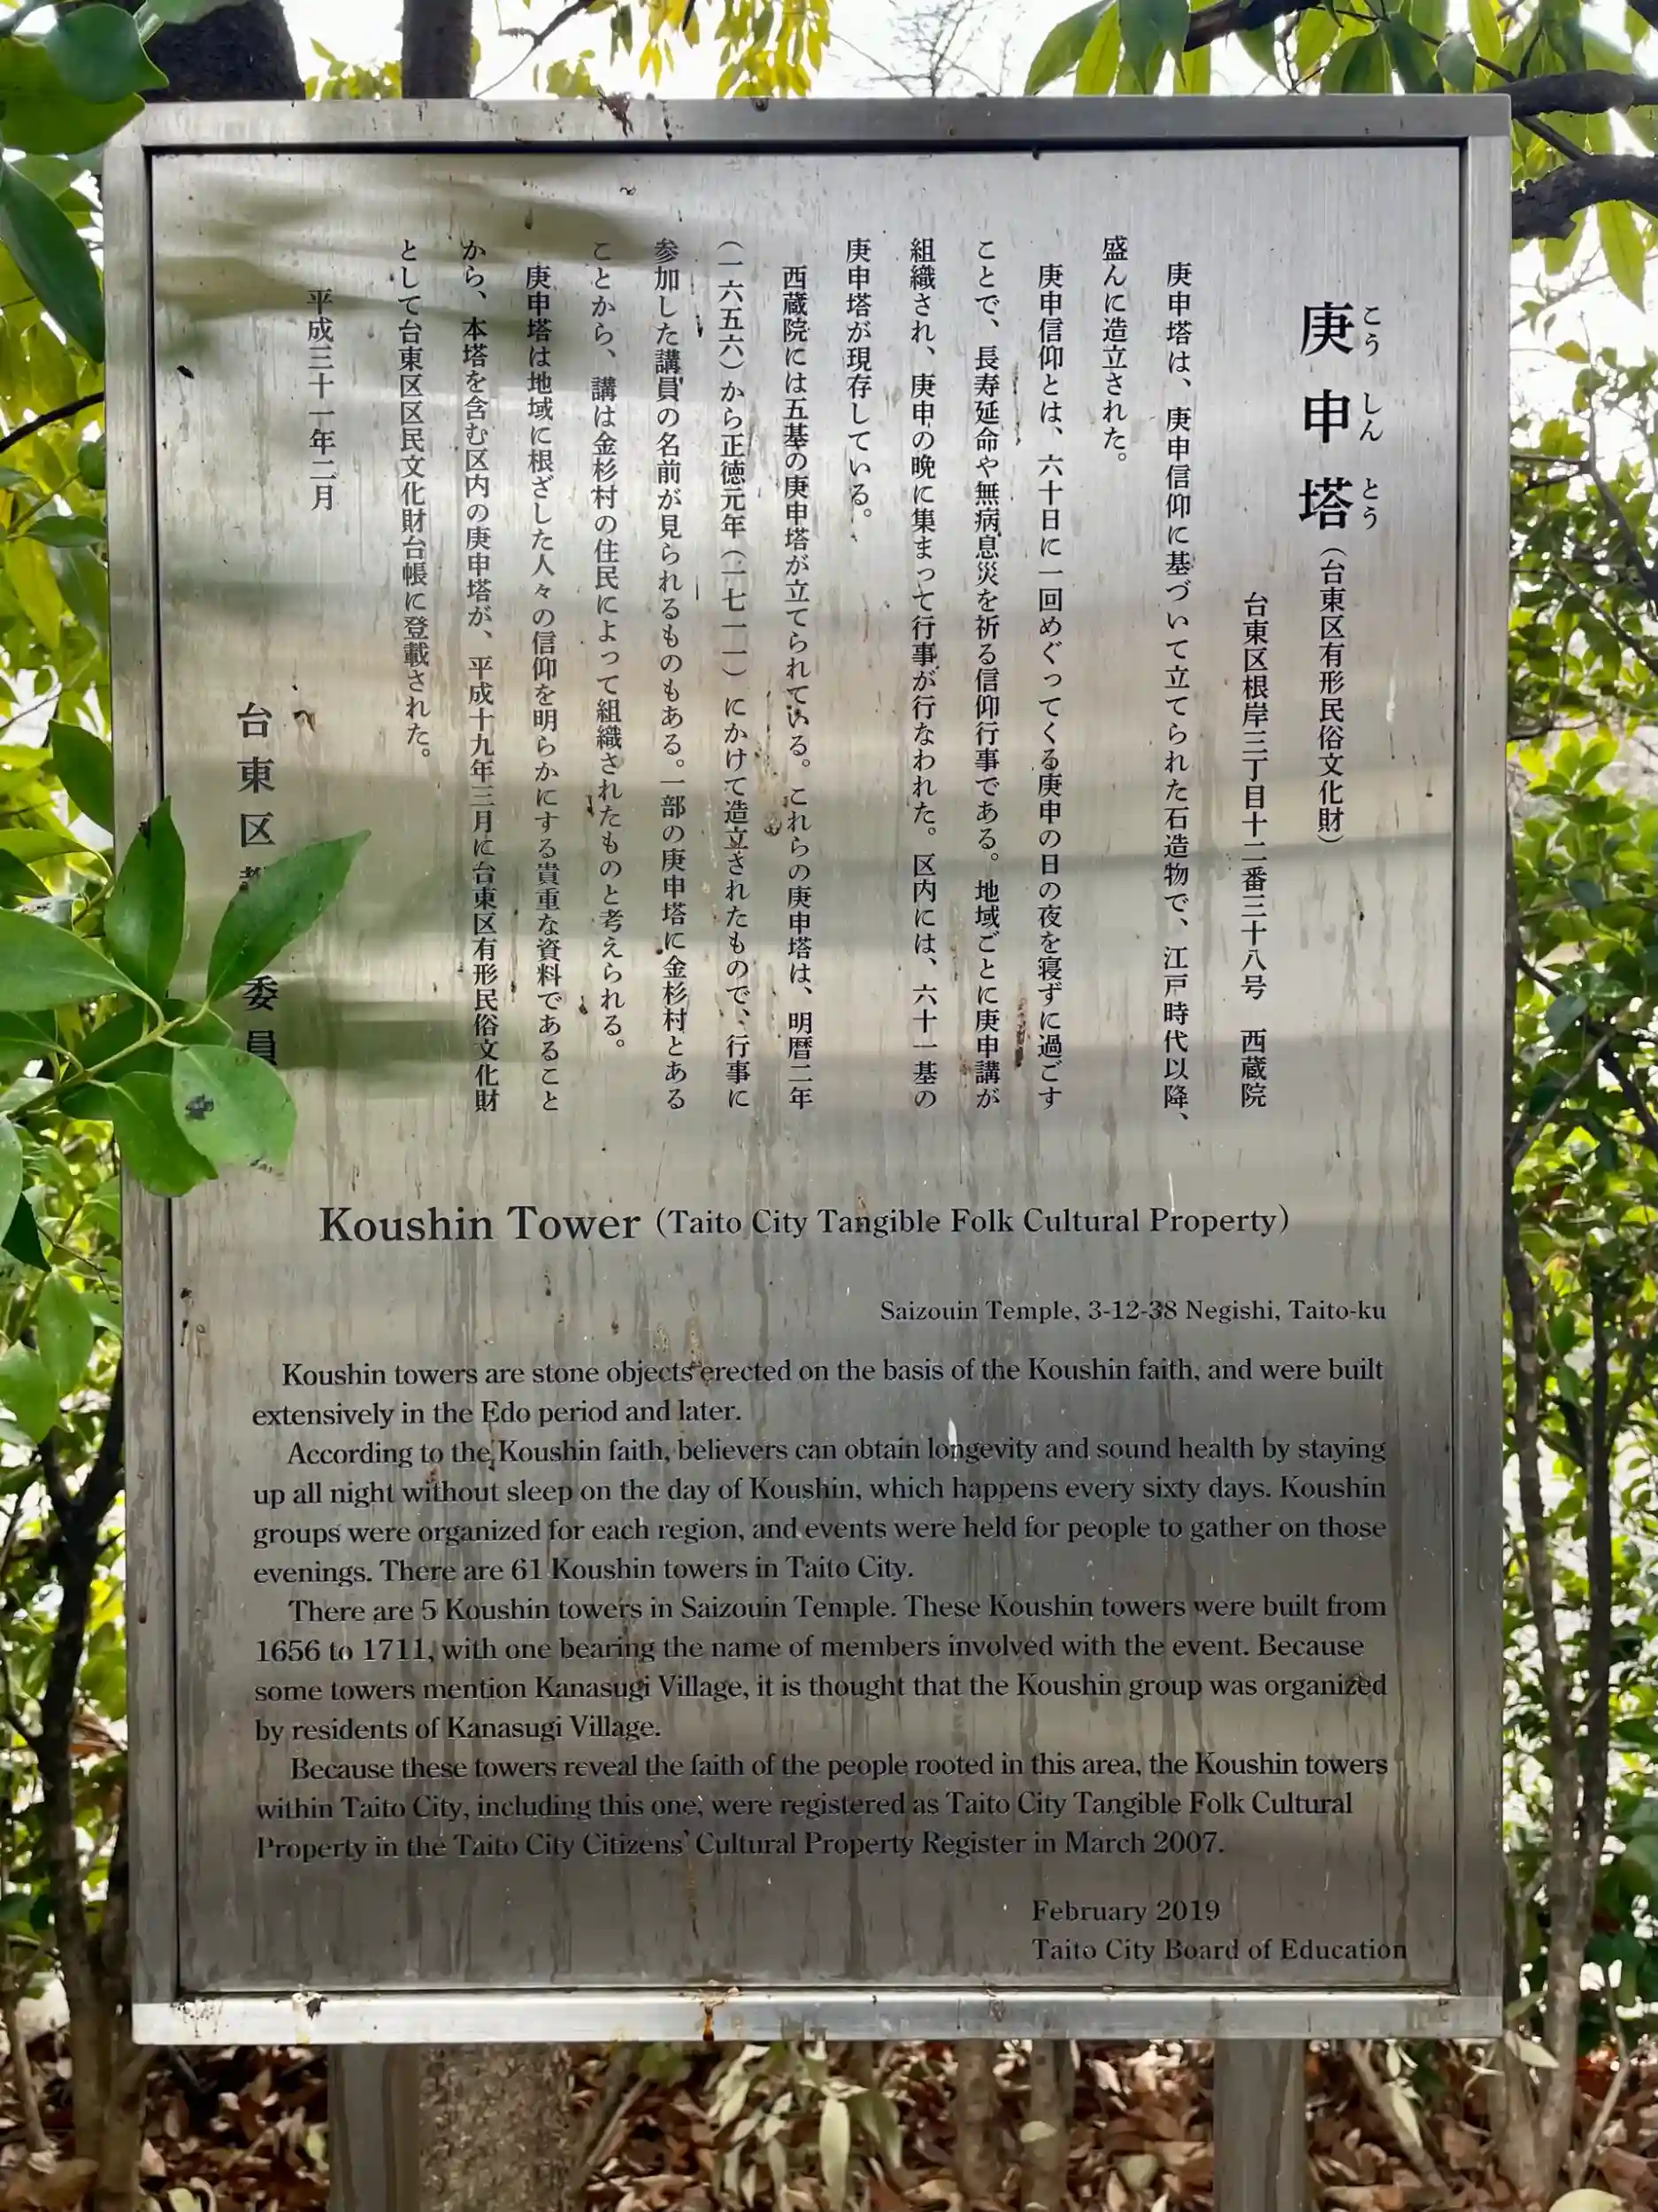 庚申塔（台東区有形民俗文化財）
こう しん とう
台東区根岸三丁目十二番三十八号 西蔵院
庚申塔は、庚申信仰に基づいて立てられた石造物で、江戸時代以降、
盛んに造立された。
庚申信仰とは、六十日に一回めぐってくる庚申の日の夜を寝ずに過ごす
ことで、長寿延命や無病息災を祈る信仰行事である。地域ごとに庚申講が
組織され、庚申の晩に集まって行事が行なわれた。区内には、六十一基の
庚申塔が現存している。
西蔵院には五基の庚申塔が立てられている。これらの庚申塔は、明暦二年
（一六五六）から正徳元年（一七一一）にかけて造立されたもので、行事に
参加した講員の名前が見られるものもある。一部の庚申塔に金杉村とある
ことから、講は金杉村の住民によって組織されたものと考えられる。
庚申塔は地域に根ざした人々の信仰を明らかにする貴重な資料であること
から、本塔を含む区内の庚申塔が、平成十九年三月に台東区有形民俗文化財
として台東区区民文化財台帳に登載された。
平成三十一年二月
台東区 委員
Koushin Tower (Taito City Tangible Folk Cultural Property)
Saizouin Temple, 3-12-38 Negishi, Taito-ku
Koushin towers are stone objects erected on the basis of the Koushin faith, and were built
extensively in the Edo period and later.
According to the Koushin faith, believers can obtain longevity and sound health by staying
up all night without sleep on the day of Koushin, which happens every sixty days. Koushin
groups were organized for each region, and events were held for people to gather on those
evenings. There are 61 Koushin towers in Taito City.
There are 5 Koushin towers in Saizouin Temple. These Koushin towers were built from
1656 to 1711, with one bearing the name of members involved with the event. Because
some towers mention Kanasugi Village, it is thought that the Koushin group was organized
by residents of Kanasugi Village.
Because these towers reveal the faith of the people rooted in this area, the Koushin towers
within Taito City, including this one, were registered as Taito City Tangible Folk Cultural
Property in the Taito City Citizens' Cultural Property Register in March 2007.
February 2019
Taito City Board of Education